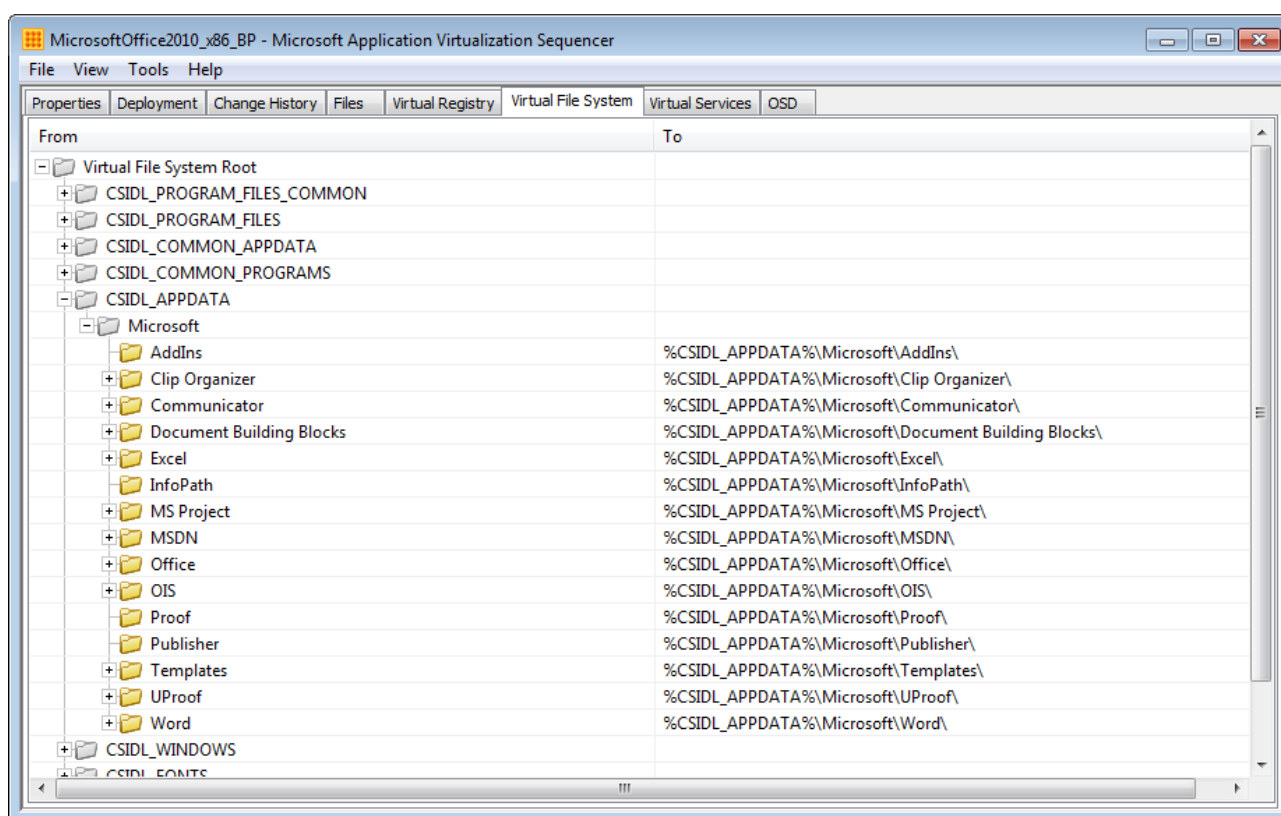 MicrosoftOffice2010_x86_BP - Microsoft Application Virtualization Sequencer
File View Tools Help
Properties Deployment Change History Files Virtual Registry Virtual File System Virtual Services OSD
From To
Virtual File System Root
CSIDL_PROGRAM_FILES_COMMON
CSIDL_PROGRAM_FILES
CSIDL_COMMON_APPDATA
CSIDL_COMMON_PROGRAMS
CSIDL_APPDATA
Microsoft
AddIns %CSIDL_APPDATA%\Microsoft\AddIns\
Clip Organizer %CSIDL_APPDATA%\Microsoft\Clip Organizer\
Communicator %CSIDL_APPDATA%\Microsoft\Communicator\
Document Building Blocks %CSIDL_APPDATA%\Microsoft\Document Building Blocks\
Excel %CSIDL_APPDATA%\Microsoft\Excel\
InfoPath %CSIDL_APPDATA%\Microsoft\InfoPath\
MS Project %CSIDL_APPDATA%\Microsoft\MS Project\
MSDN %CSIDL_APPDATA%\Microsoft\MSDN\
Office %CSIDL_APPDATA%\Microsoft\Office\
OIS %CSIDL_APPDATA%\Microsoft\OIS\
Proof %CSIDL_APPDATA%\Microsoft\Proof\
Publisher %CSIDL_APPDATA%\Microsoft\Publisher\
Templates %CSIDL_APPDATA%\Microsoft\Templates\
UProof %CSIDL_APPDATA%\Microsoft\UProof\
Word %CSIDL_APPDATA%\Microsoft\Word\
CSIDL_WINDOWS
CSIDL_FONTS